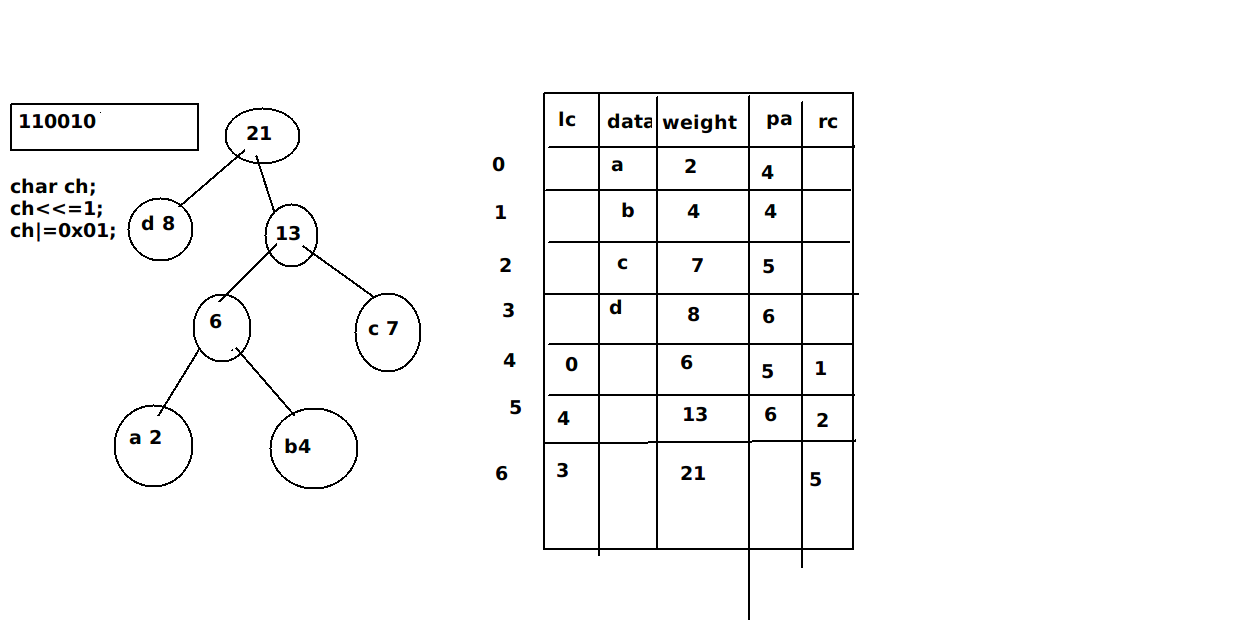 110010
char ch;
ch<<=1;
ch|=0x01;
21
d 8
13
6
c 7
a 2
b4
lc data weight pa rc
0 a 2 4
1 b 4 4
2 c 7 5
3 d 8 6
4 0 6 5 1
5 4 13 6 2
6 3 21 5